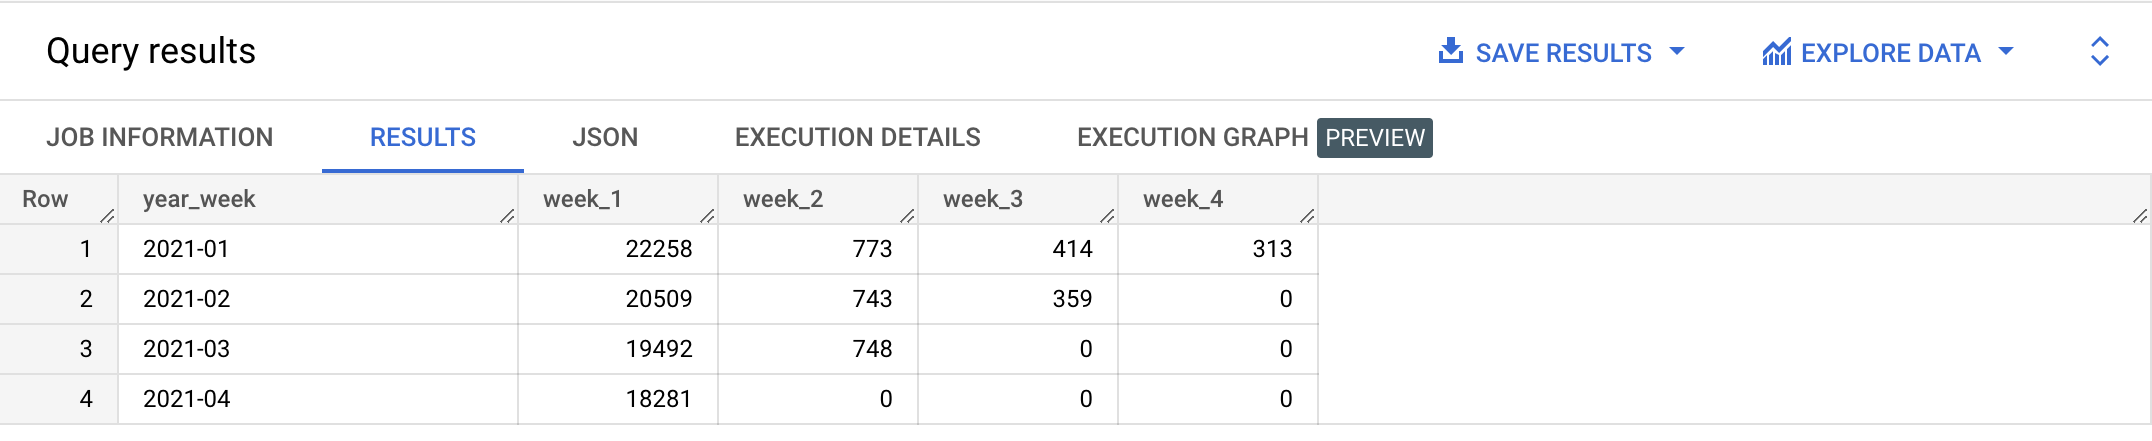 Query results SAVE RESULTS EXPLORE DATA
JOB INFORMATION RESULTS JSON EXECUTION DETAILS EXECUTION GRAPH PREVIEW
Row year_week week_1 week_2 week_3 week_4
1 2021-01 22258 773 414 313
2 2021-02 20509 743 359 0
3 2021-03 19492 748 0 0
4 2021-04 18281 0 0 0